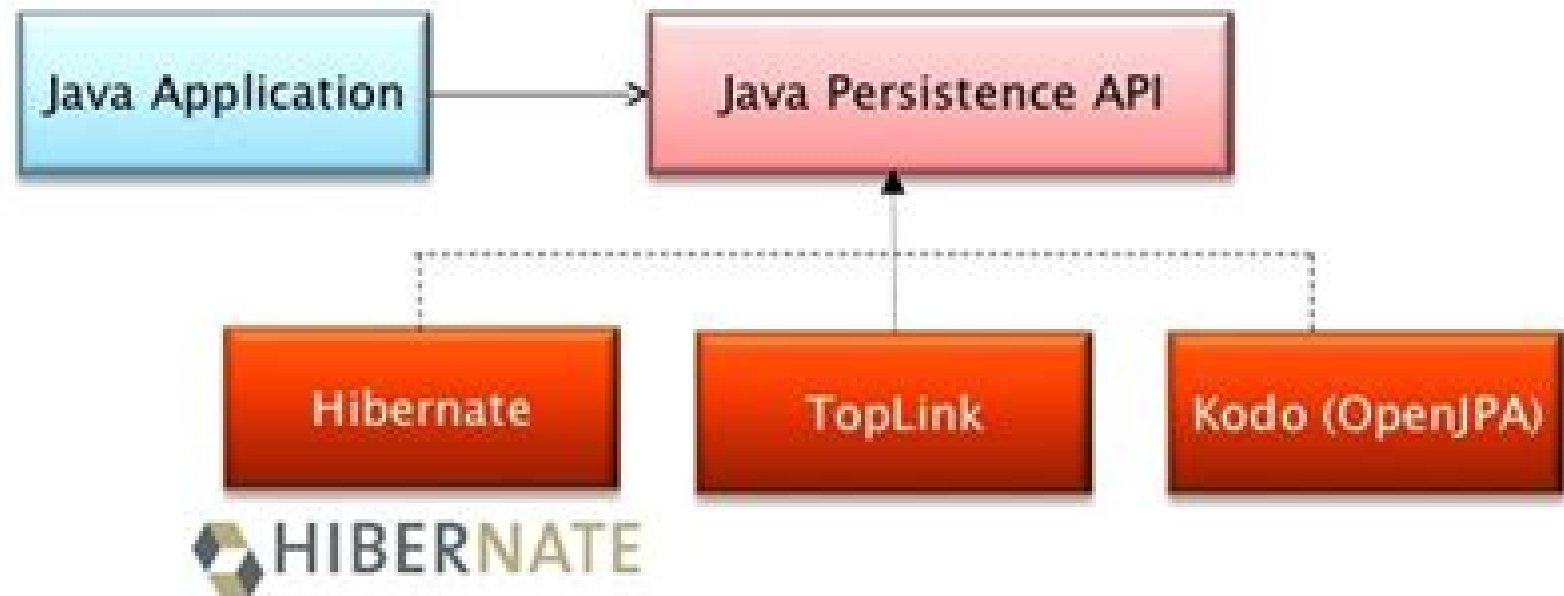 Java Application
Java Persistence API
Hibernate
TopLink
Kodo (OpenJPA)
HIBERNATE